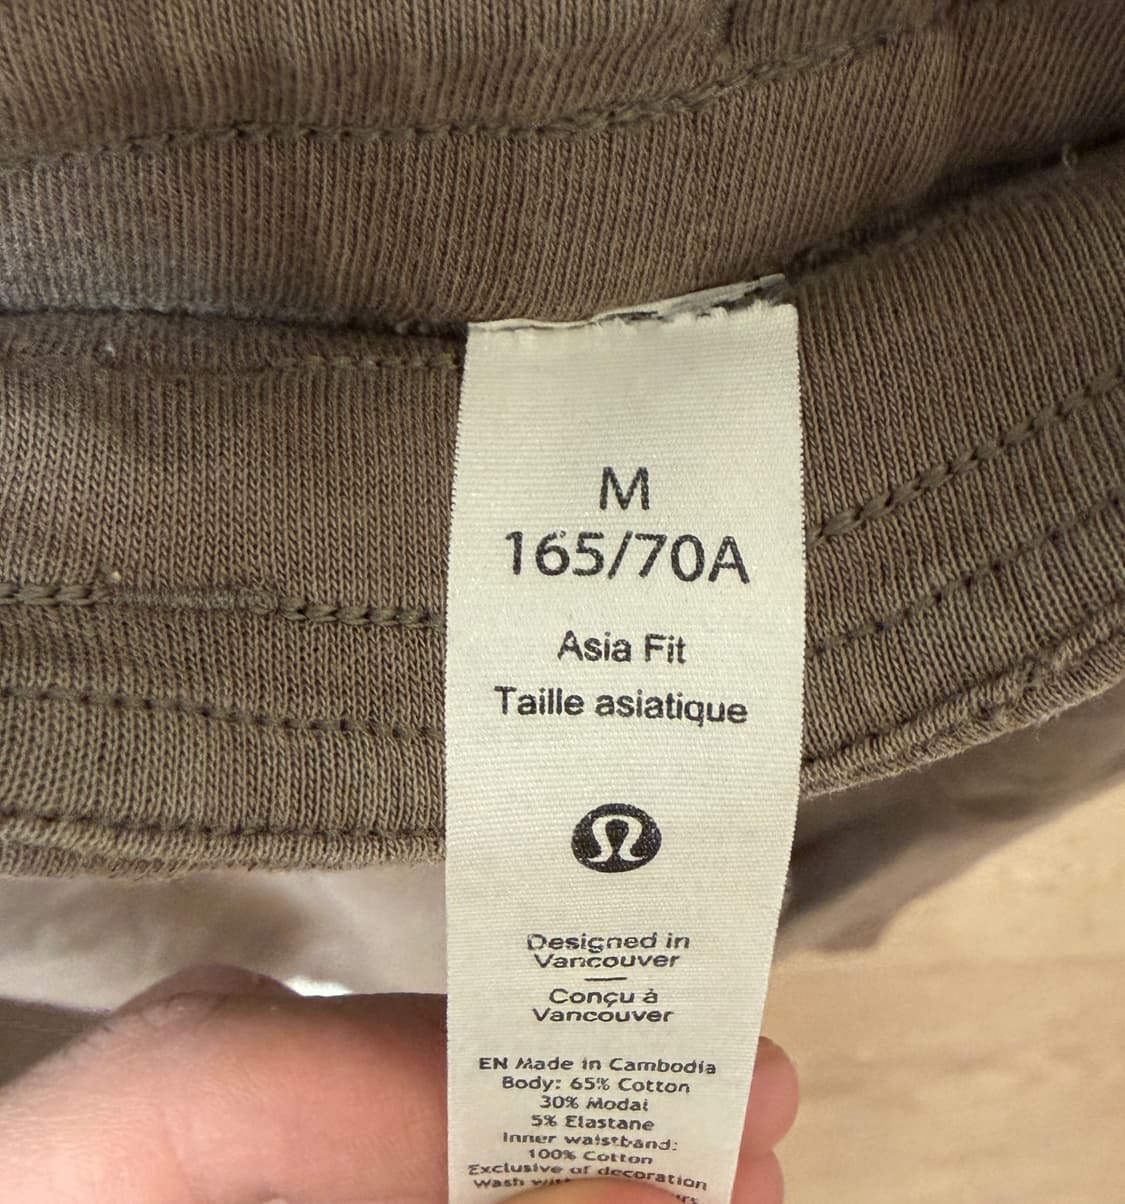 M
165/70A
Asia Fit
Taille asiatique
Designed in
Vancouver
Conçu à
Vancouver
EN Made in Cambodia
Body: 65% Cotton
30% Modal
5% Elastane
Inner waistband:
100% Cotton
Exclusive of decoration
Wash